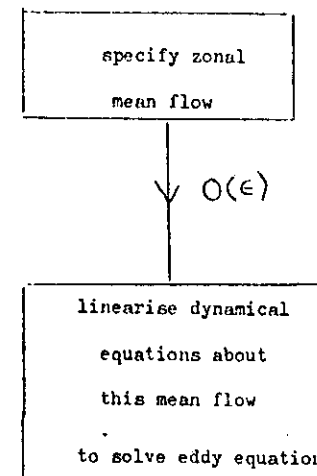 specify zonal
mean flow
O(ϵ)
linearise dynamical
equations about
this mean flow
to solve eddy equation